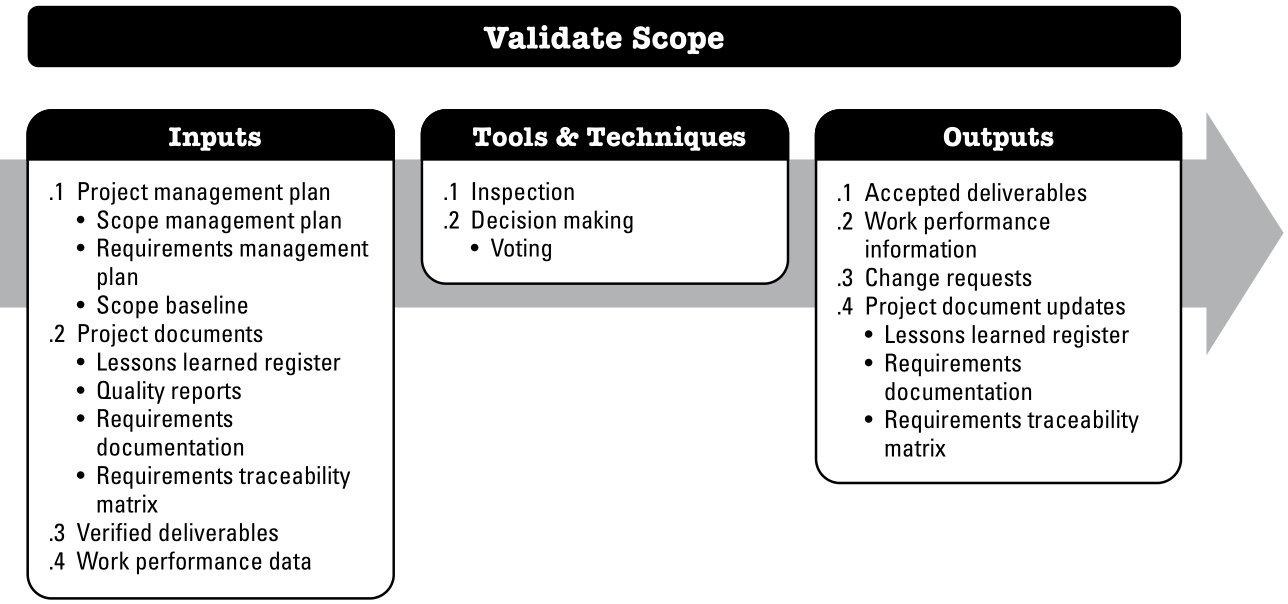 Validate Scope
Inputs
.1 Project management plan
• Scope management plan
• Requirements management
plan
• Scope baseline
.2 Project documents
• Lessons learned register
• Quality reports
• Requirements
documentation
• Requirements traceability
matrix
.3 Verified deliverables
.4 Work performance data
Tools & Techniques
.1 Inspection
.2 Decision making
• Voting
Outputs
.1 Accepted deliverables
.2 Work performance
information
.3 Change requests
.4 Project document updates
• Lessons learned register
• Requirements
documentation
• Requirements traceability
matrix